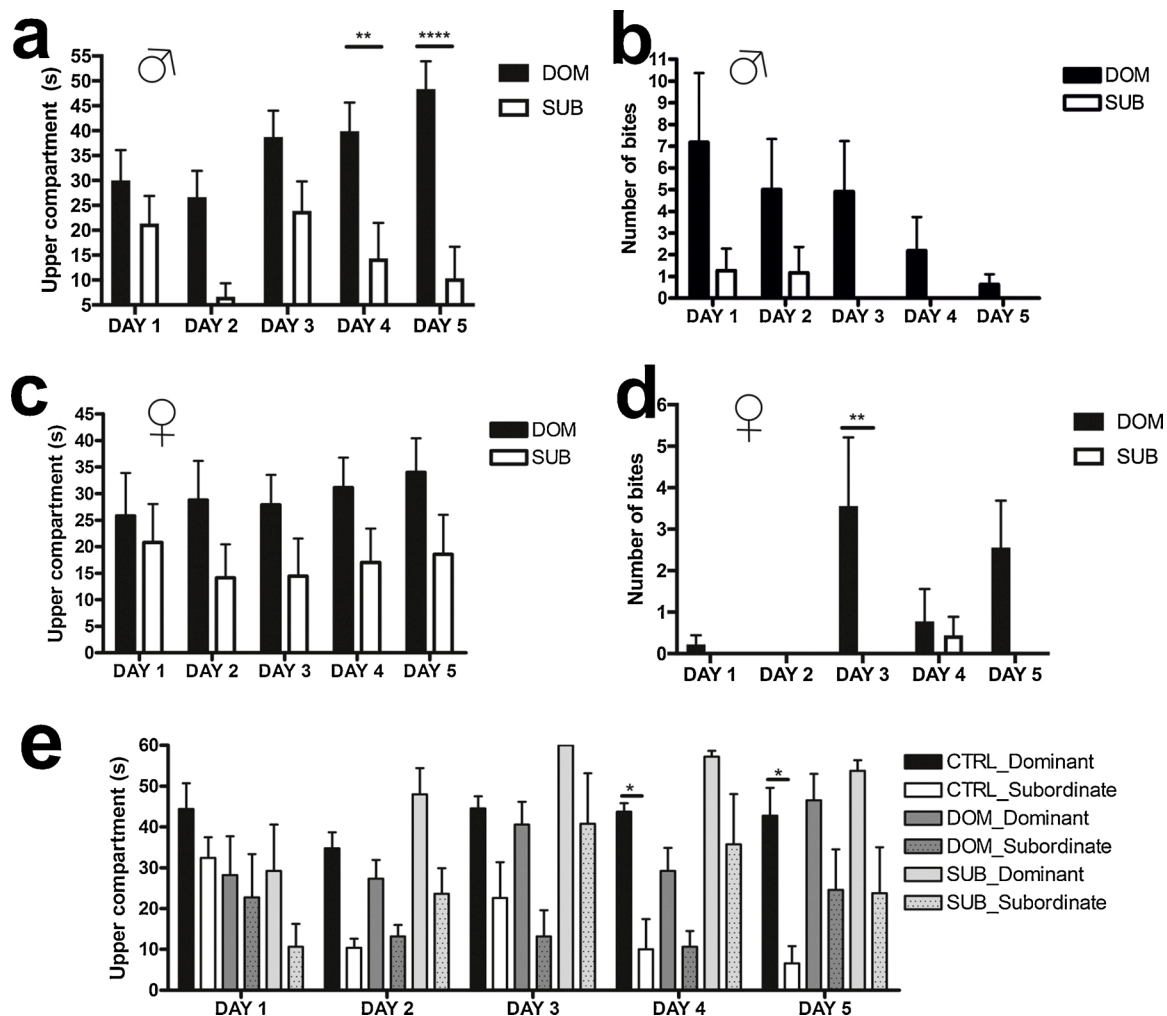 a
Upper compartment (s)
55
50
45
40
35
30
25
20
15
10
5
** ****
DAY 1 DAY 2 DAY 3 DAY 4 DAY 5
DOM
SUB
b
Number of bites
11
10
9
8
7
6
5
4
3
2
1
0
DAY 1 DAY 2 DAY 3 DAY 4 DAY 5
DOM
SUB
c
Upper compartment (s)
45
40
35
30
25
20
15
10
5
0
DAY 1 DAY 2 DAY 3 DAY 4 DAY 5
DOM
SUB
d
Number of bites
6
5
4
3
2
1
0
**
DAY 1 DAY 2 DAY 3 DAY 4 DAY 5
DOM
SUB
e
Upper compartment (s)
60
50
40
30
20
10
0
* *
DAY 1 DAY 2 DAY 3 DAY 4 DAY 5
CTRL_Dominant
CTRL_Subordinate
DOM_Dominant
DOM_Subordinate
SUB_Dominant
SUB_Subordinate